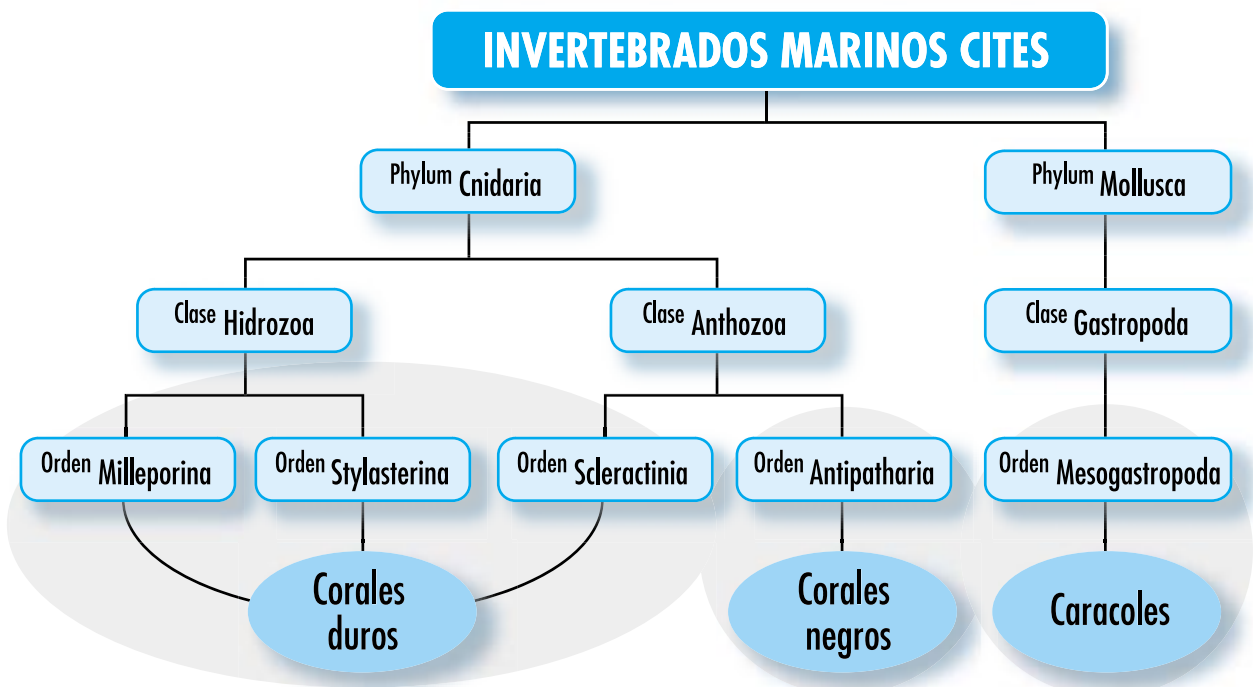 INVERTEBRADOS MARINOS CITES
Phylum Cnidaria
Phylum Mollusca
Clase Hidrozoa
Clase Anthozoa
Clase Gastropoda
Orden Milleporina
Orden Stylasterina
Orden Scleractinia
Orden Antipatharia
Orden Mesogastropoda
Corales
duros
Corales
negros
Caracoles